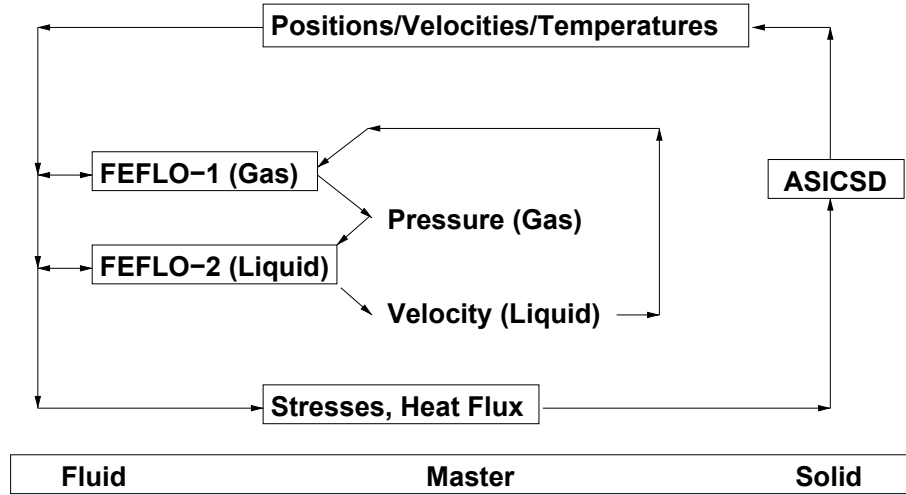 Positions/Velocities/Temperatures
FEFLO−1 (Gas)
ASICSD
Pressure (Gas)
FEFLO−2 (Liquid)
Velocity (Liquid)
Stresses, Heat Flux
Fluid Master Solid